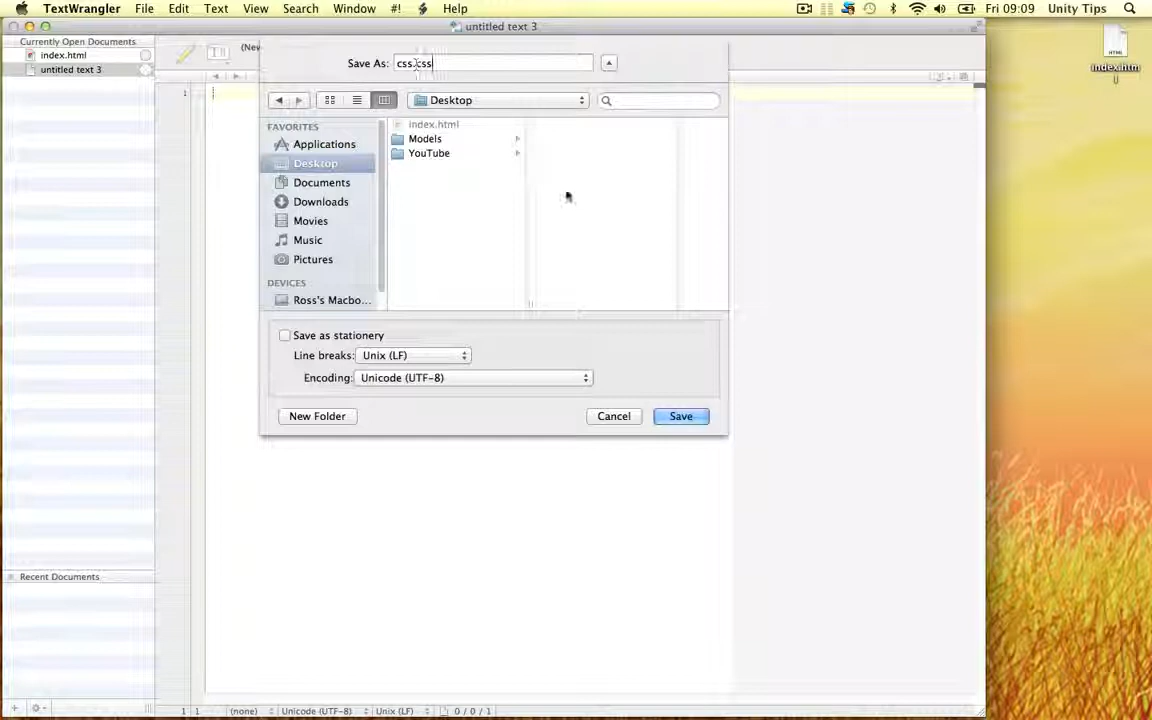 TextWrangler File Edit Text View Search Window #! Help Fri 09:09 Unity Tips
untitled text 3
Currently Open Documents
index.html
untitled text 3
(New
Save As: css.css
Desktop
FAVORITES
Applications
Desktop
Documents
Downloads
Movies
Music
Pictures
DEVICES
Ross's Macbo...
index.html
Models
YouTube
Save as stationery
Line breaks: Unix (LF)
Encoding: Unicode (UTF-8)
New Folder Cancel Save
1
HTML
index.htm
l
Recent Documents
1 1 (none) Unicode (UTF-8) Unix (LF) 0 / 0 / 1